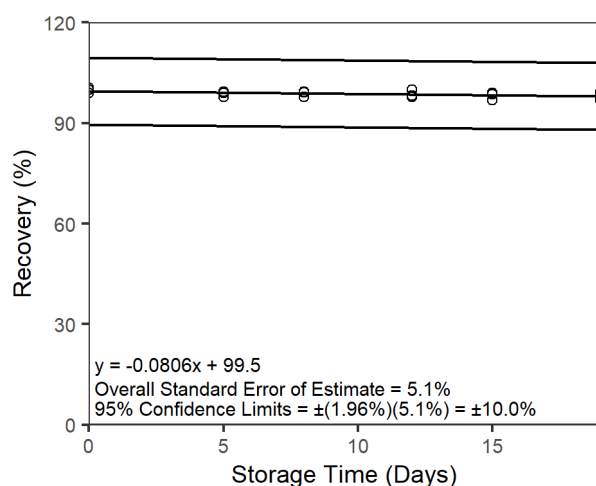 120
90
60
30
0
Recovery (%)
y = -0.0806x + 99.5
Overall Standard Error of Estimate = 5.1%
95% Confidence Limits = ±(1.96%)(5.1%) = ±10.0%
0 5 10 15
Storage Time (Days)